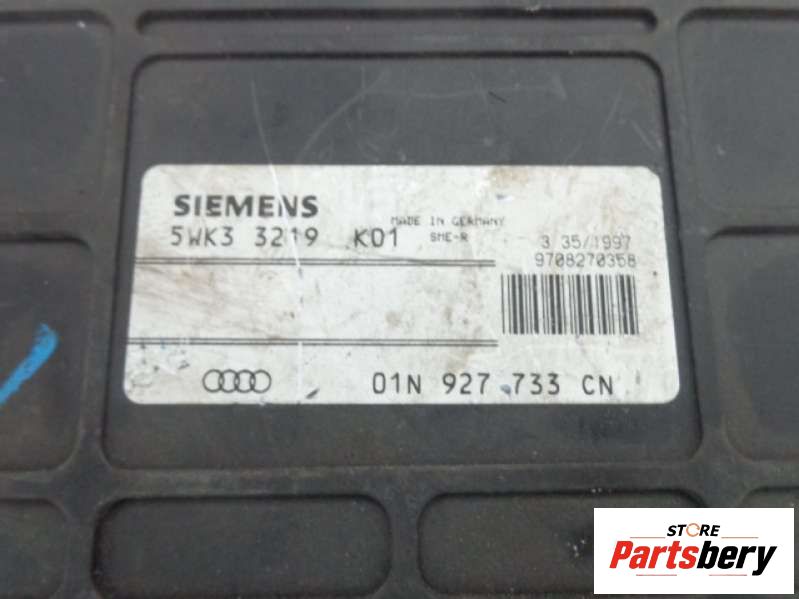 SIEMENS
MADE IN GERMANY
5WK3 3219 K01 SME-R
3 35/1997
9708270358
01N 927 733 CN
STORE
Partsbery